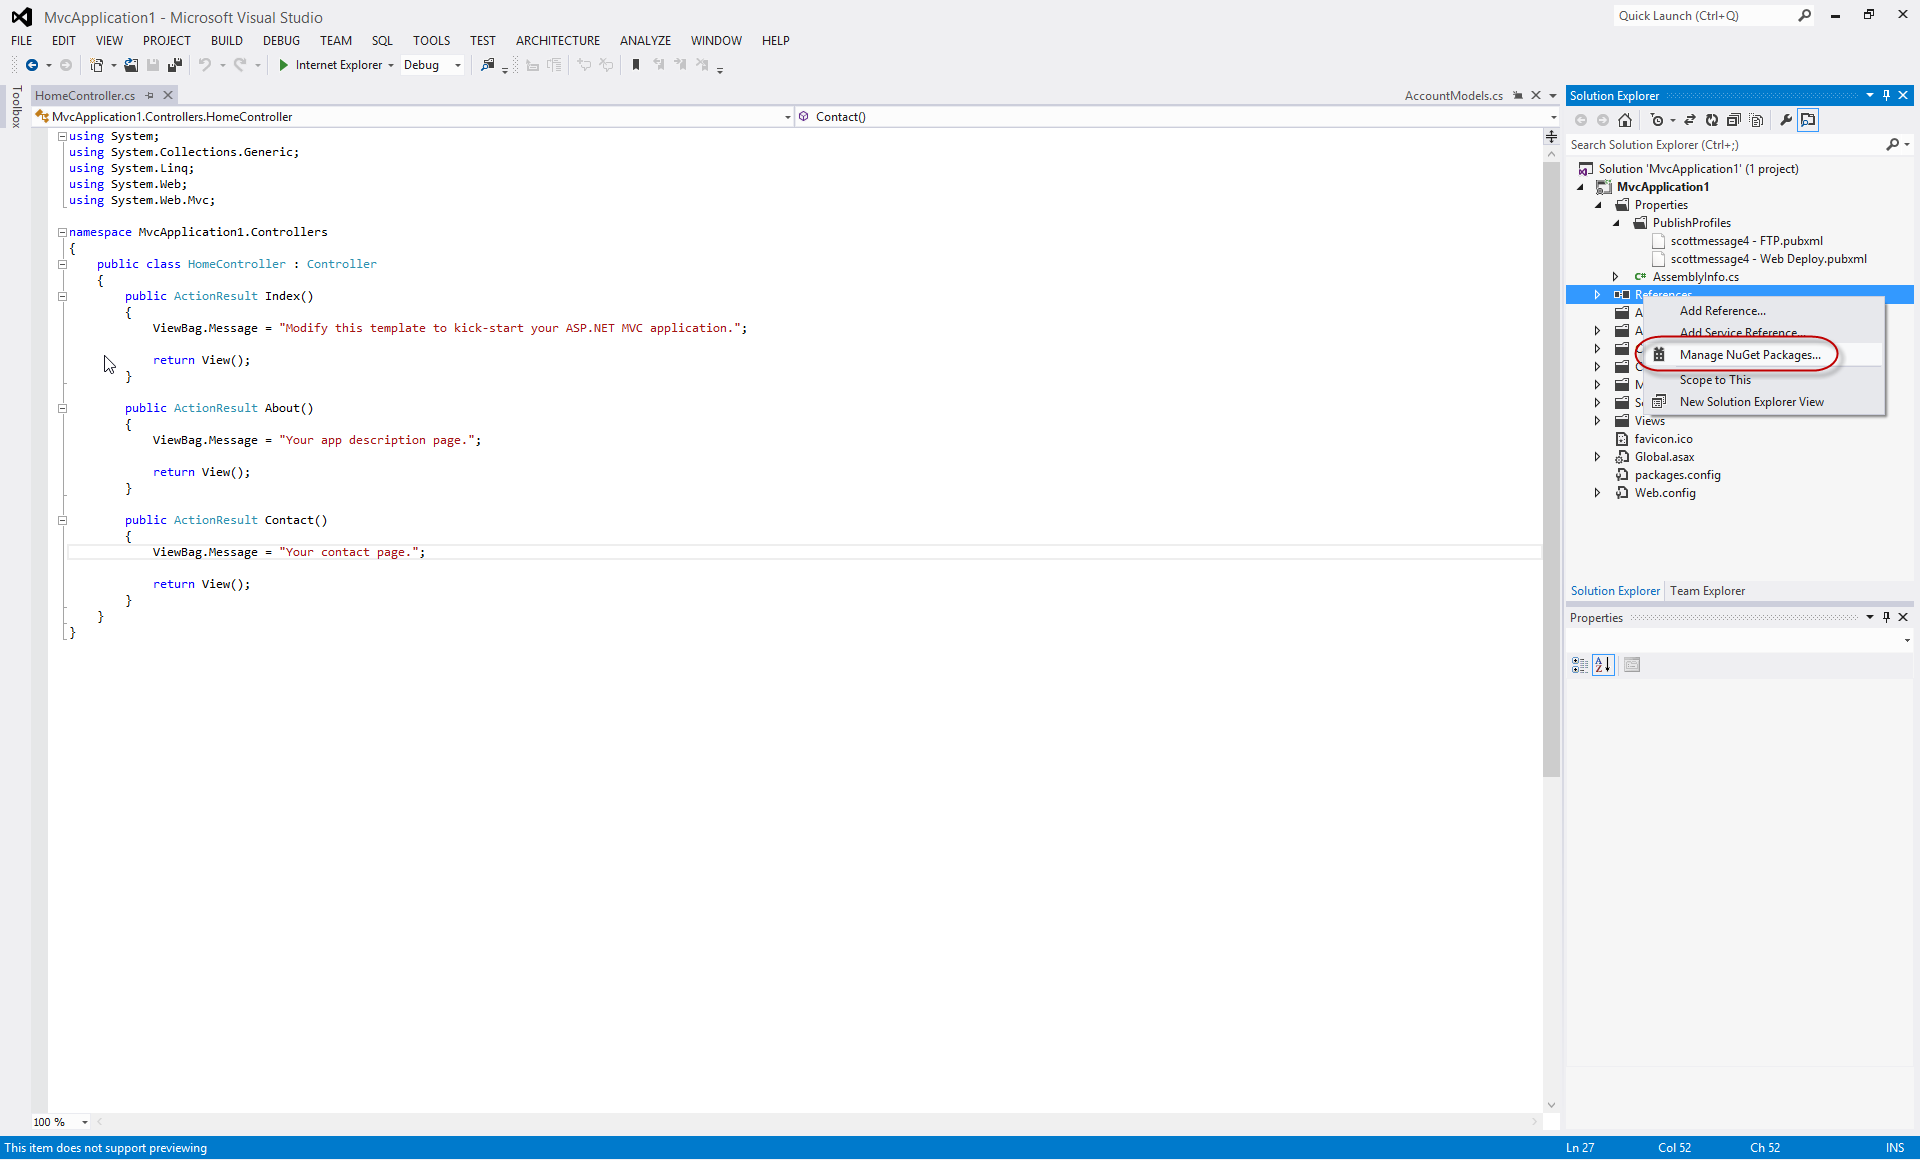 MvcApplication1 - Microsoft Visual Studio
Quick Launch (Ctrl+Q)
FILE EDIT VIEW PROJECT BUILD DEBUG TEAM SQL TOOLS TEST ARCHITECTURE ANALYZE WINDOW HELP
Internet Explorer Debug
Toolbox
HomeController.cs
AccountModels.cs
MvcApplication1.Controllers.HomeController
Contact()
using System;
using System.Collections.Generic;
using System.Linq;
using System.Web;
using System.Web.Mvc;
namespace MvcApplication1.Controllers
{
public class HomeController : Controller
{
public ActionResult Index()
{
ViewBag.Message = "Modify this template to kick-start your ASP.NET MVC application.";
return View();
}
public ActionResult About()
{
ViewBag.Message = "Your app description page.";
return View();
}
public ActionResult Contact()
{
ViewBag.Message = "Your contact page.";
return View();
}
}
}
100 %
Solution Explorer
Search Solution Explorer (Ctrl+;)
Solution 'MvcApplication1' (1 project)
MvcApplication1
Properties
PublishProfiles
scottmessage4 - FTP.pubxml
scottmessage4 - Web Deploy.pubxml
C# AssemblyInfo.cs
References
Add Reference...
Add Service Reference...
Manage NuGet Packages...
Scope to This
New Solution Explorer View
Views
favicon.ico
Global.asax
packages.config
Web.config
Solution Explorer Team Explorer
Properties
This item does not support previewing
Ln 27 Col 52 Ch 52 INS